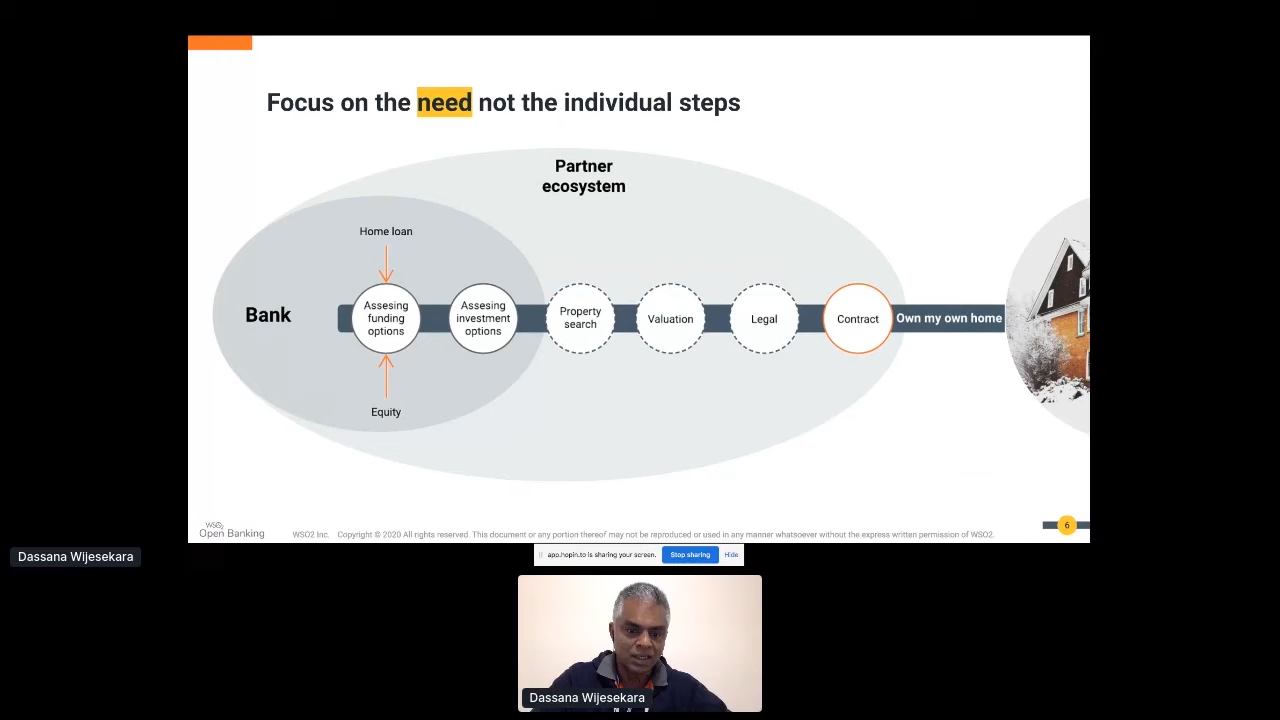 Focus on the need not the individual steps
Partner
ecosystem
Home loan
Bank
Assesing
funding
options
Assesing
investment
options
Property
search
Valuation
Legal
Contract
Own my own home
Equity
WSO2
Open Banking
WSO2 Inc. Copyright © 2020 All rights reserved. This document or any portion thereof may not be reproduced or used in any manner whatsoever without the express written permission of WSO2.
6
Dassana Wijesekara
app.hopin.to is sharing your screen.
Stop sharing
Hide
Dassana Wijesekara